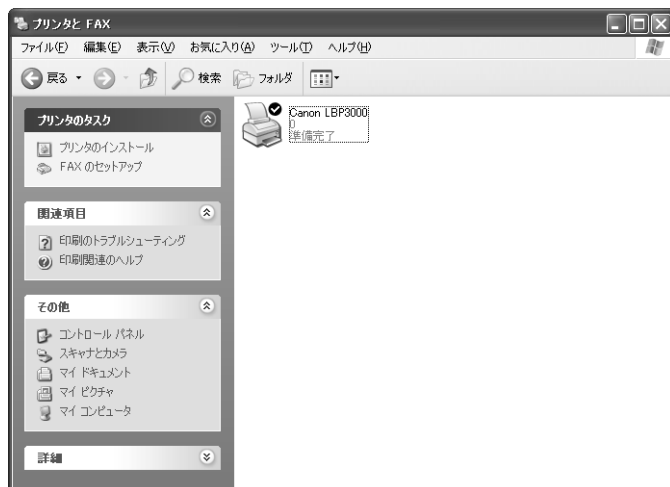 プリンタと FAX
ファイル(F) 編集(E) 表示(V) お気に入り(A) ツール(T) ヘルプ(H)
戻る 検索 フォルダ
プリンタのタスク
プリンタのインストール
FAX のセットアップ
関連項目
印刷のトラブルシューティング
印刷関連のヘルプ
その他
コントロール パネル
スキャナとカメラ
マイ ドキュメント
マイ ピクチャ
マイ コンピュータ
詳細
Canon LBP3000
0
準備完了